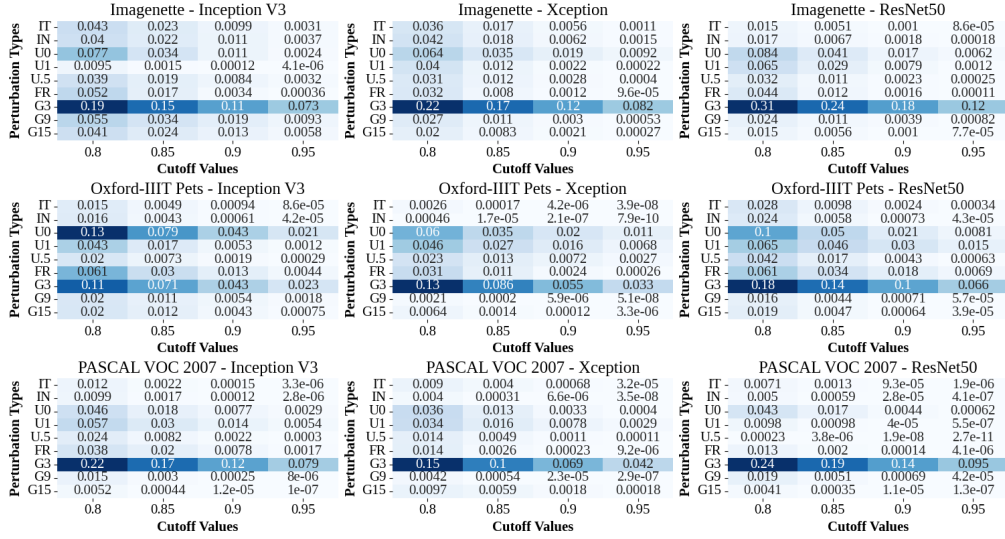 Imagenette - Inception V3
Perturbation Types
IT 0.043 0.023 0.0099 0.0031
IN 0.04 0.022 0.011 0.0037
U0 0.077 0.034 0.011 0.0024
U1 0.0095 0.0015 0.00012 4.1e-06
U.5 0.039 0.019 0.0084 0.0032
FR 0.052 0.017 0.0034 0.00036
G3 0.19 0.15 0.11 0.073
G9 0.055 0.034 0.019 0.0093
G15 0.041 0.024 0.013 0.0058
0.8 0.85 0.9 0.95
Cutoff Values
Imagenette - Xception
Perturbation Types
IT 0.036 0.017 0.0056 0.0011
IN 0.042 0.018 0.0062 0.0015
U0 0.064 0.035 0.019 0.0092
U1 0.04 0.012 0.0022 0.00022
U.5 0.031 0.012 0.0028 0.0004
FR 0.032 0.008 0.0012 9.6e-05
G3 0.22 0.17 0.12 0.082
G9 0.027 0.011 0.003 0.00053
G15 0.02 0.0083 0.0021 0.00027
0.8 0.85 0.9 0.95
Cutoff Values
Imagenette - ResNet50
Perturbation Types
IT 0.015 0.0051 0.001 8.6e-05
IN 0.017 0.0067 0.0018 0.00018
U0 0.084 0.041 0.017 0.0062
U1 0.065 0.029 0.0079 0.0012
U.5 0.032 0.011 0.0023 0.00025
FR 0.044 0.012 0.0016 0.00011
G3 0.31 0.24 0.18 0.12
G9 0.024 0.011 0.0039 0.00082
G15 0.015 0.0056 0.001 7.7e-05
0.8 0.85 0.9 0.95
Cutoff Values
Oxford-IIIT Pets - Inception V3
Perturbation Types
IT 0.015 0.0049 0.00094 8.6e-05
IN 0.016 0.0043 0.00061 4.2e-05
U0 0.13 0.079 0.043 0.021
U1 0.043 0.017 0.0053 0.0012
U.5 0.02 0.0073 0.0019 0.00029
FR 0.061 0.03 0.013 0.0044
G3 0.11 0.071 0.043 0.023
G9 0.02 0.011 0.0054 0.0018
G15 0.02 0.012 0.0043 0.00075
0.8 0.85 0.9 0.95
Cutoff Values
Oxford-IIIT Pets - Xception
Perturbation Types
IT 0.0026 0.00017 4.2e-06 3.9e-08
IN 0.00046 1.7e-05 2.1e-07 7.9e-10
U0 0.06 0.035 0.02 0.011
U1 0.046 0.027 0.016 0.0068
U.5 0.023 0.013 0.0072 0.0027
FR 0.031 0.011 0.0024 0.00026
G3 0.13 0.086 0.055 0.033
G9 0.0021 0.0002 5.9e-06 5.1e-08
G15 0.0064 0.0014 0.00012 3.3e-06
0.8 0.85 0.9 0.95
Cutoff Values
Oxford-IIIT Pets - ResNet50
Perturbation Types
IT 0.028 0.0098 0.0024 0.00034
IN 0.024 0.0058 0.00073 4.3e-05
U0 0.1 0.05 0.021 0.0081
U1 0.065 0.046 0.03 0.015
U.5 0.042 0.017 0.0043 0.00063
FR 0.061 0.034 0.018 0.0069
G3 0.18 0.14 0.1 0.066
G9 0.016 0.0044 0.00071 5.7e-05
G15 0.019 0.0047 0.00064 3.9e-05
0.8 0.85 0.9 0.95
Cutoff Values
PASCAL VOC 2007 - Inception V3
Perturbation Types
IT 0.012 0.0022 0.00015 3.3e-06
IN 0.0099 0.0017 0.00012 2.8e-06
U0 0.046 0.018 0.0077 0.0029
U1 0.057 0.03 0.014 0.0054
U.5 0.024 0.0082 0.0022 0.0003
FR 0.038 0.02 0.0078 0.0017
G3 0.22 0.17 0.12 0.079
G9 0.015 0.003 0.00025 8e-06
G15 0.0052 0.00044 1.2e-05 1e-07
0.8 0.85 0.9 0.95
Cutoff Values
PASCAL VOC 2007 - Xception
Perturbation Types
IT 0.009 0.004 0.00068 3.2e-05
IN 0.004 0.00031 6.6e-06 3.5e-08
U0 0.036 0.013 0.0033 0.0004
U1 0.034 0.016 0.0078 0.0029
U.5 0.014 0.0049 0.0011 0.00011
FR 0.014 0.0026 0.00023 9.2e-06
G3 0.15 0.1 0.069 0.042
G9 0.0042 0.00054 2.3e-05 2.9e-07
G15 0.0097 0.0059 0.0018 0.00018
0.8 0.85 0.9 0.95
Cutoff Values
PASCAL VOC 2007 - ResNet50
Perturbation Types
IT 0.0071 0.0013 9.3e-05 1.9e-06
IN 0.005 0.00059 2.8e-05 4.1e-07
U0 0.043 0.017 0.0044 0.00062
U1 0.0098 0.00098 4e-05 5.5e-07
U.5 0.00023 3.8e-06 1.9e-08 2.7e-11
FR 0.013 0.002 0.00014 4.1e-06
G3 0.24 0.19 0.14 0.095
G9 0.019 0.0051 0.00069 4.2e-05
G15 0.0041 0.00035 1.1e-05 1.3e-07
0.8 0.85 0.9 0.95
Cutoff Values